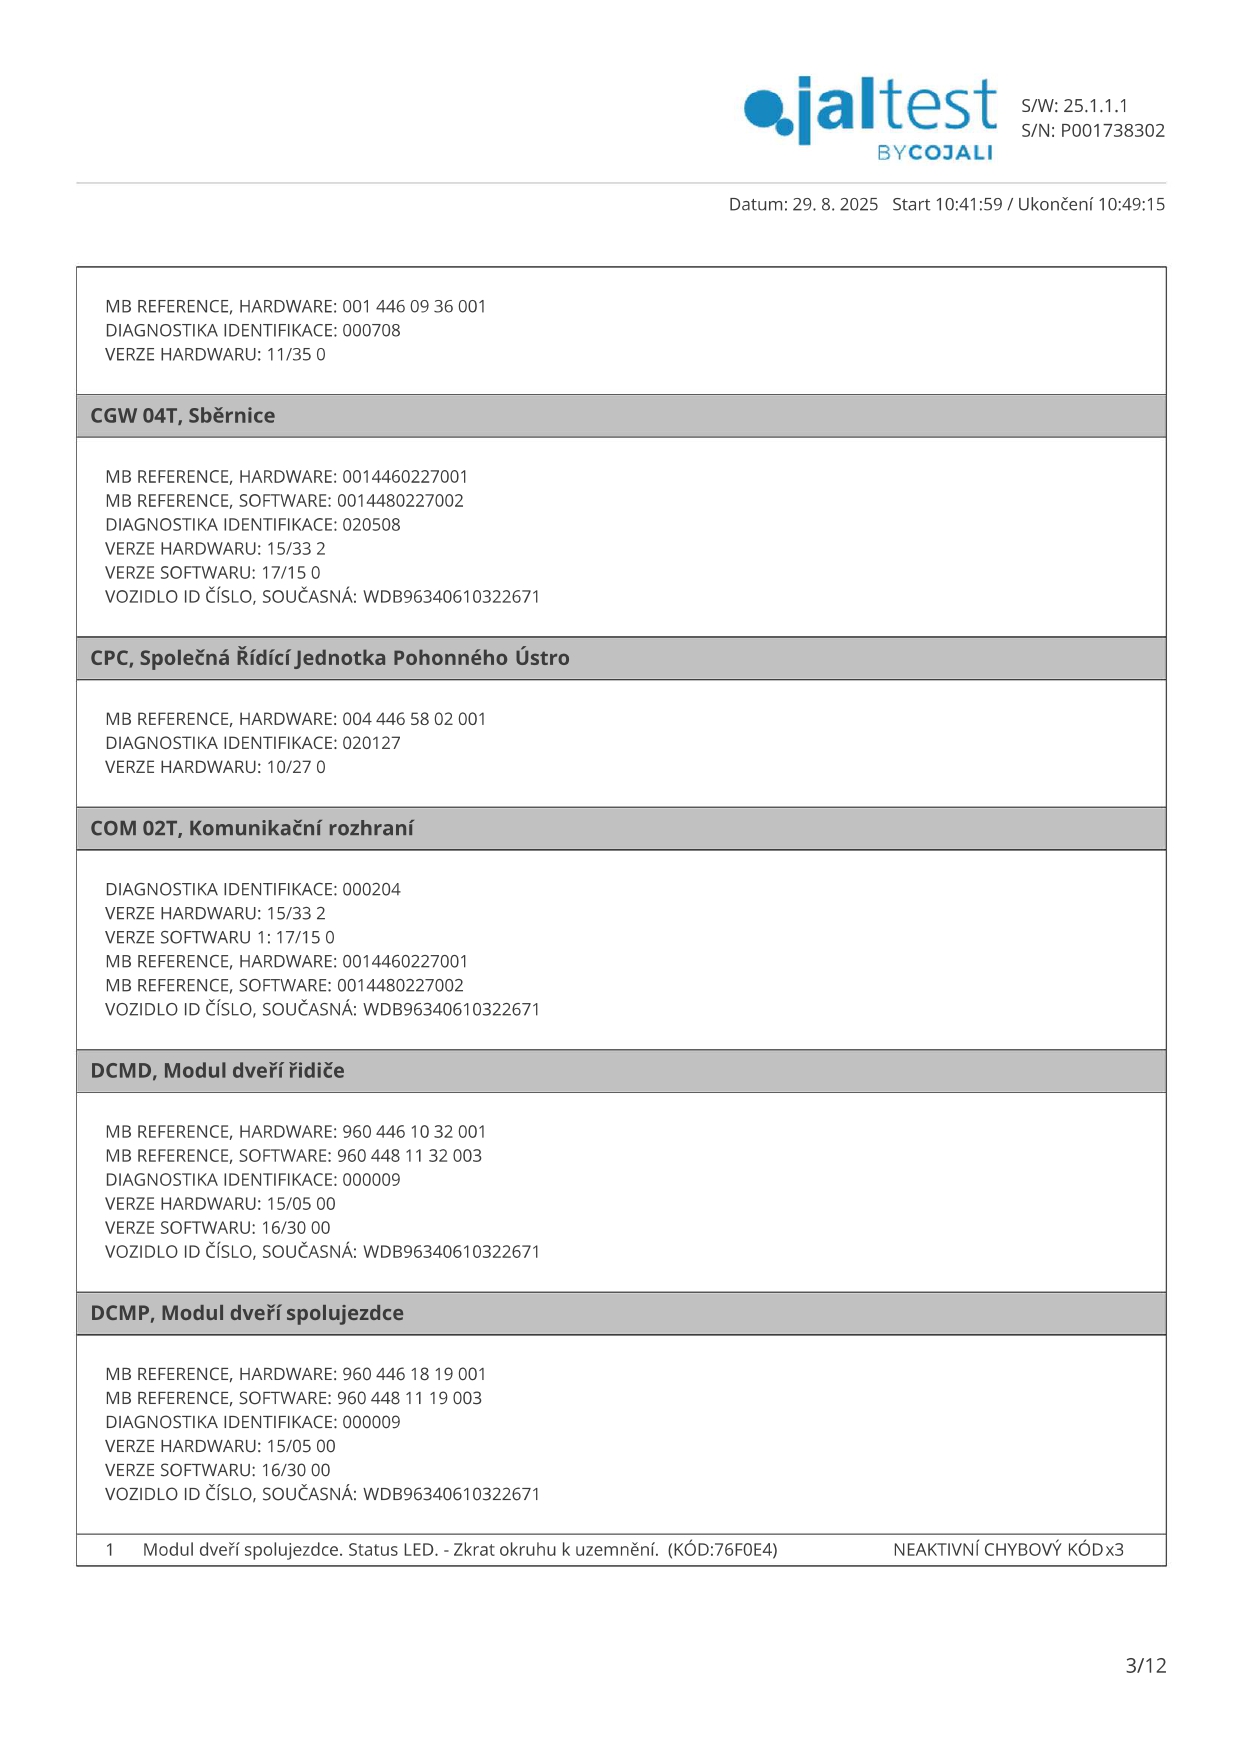 jaltest
BYCOJALI
S/W: 25.1.1.1
S/N: P001738302
Datum: 29. 8. 2025 Start 10:41:59 / Ukončení 10:49:15
MB REFERENCE, HARDWARE: 001 446 09 36 001
DIAGNOSTIKA IDENTIFIKACE: 000708
VERZE HARDWARU: 11/35 0
CGW 04T, Sběrnice
MB REFERENCE, HARDWARE: 0014460227001
MB REFERENCE, SOFTWARE: 0014480227002
DIAGNOSTIKA IDENTIFIKACE: 020508
VERZE HARDWARU: 15/33 2
VERZE SOFTWARU: 17/15 0
VOZIDLO ID ČÍSLO, SOUČASNÁ: WDB96340610322671
CPC, Společná Řídící Jednotka Pohonného Ústro
MB REFERENCE, HARDWARE: 004 446 58 02 001
DIAGNOSTIKA IDENTIFIKACE: 020127
VERZE HARDWARU: 10/27 0
COM 02T, Komunikační rozhraní
DIAGNOSTIKA IDENTIFIKACE: 000204
VERZE HARDWARU: 15/33 2
VERZE SOFTWARU 1: 17/15 0
MB REFERENCE, HARDWARE: 0014460227001
MB REFERENCE, SOFTWARE: 0014480227002
VOZIDLO ID ČÍSLO, SOUČASNÁ: WDB96340610322671
DCMD, Modul dveří řidiče
MB REFERENCE, HARDWARE: 960 446 10 32 001
MB REFERENCE, SOFTWARE: 960 448 11 32 003
DIAGNOSTIKA IDENTIFIKACE: 000009
VERZE HARDWARU: 15/05 00
VERZE SOFTWARU: 16/30 00
VOZIDLO ID ČÍSLO, SOUČASNÁ: WDB96340610322671
DCMP, Modul dveří spolujezdce
MB REFERENCE, HARDWARE: 960 446 18 19 001
MB REFERENCE, SOFTWARE: 960 448 11 19 003
DIAGNOSTIKA IDENTIFIKACE: 000009
VERZE HARDWARU: 15/05 00
VERZE SOFTWARU: 16/30 00
VOZIDLO ID ČÍSLO, SOUČASNÁ: WDB96340610322671
1 Modul dveří spolujezdce. Status LED. - Zkrat okruhu k uzemnění. (KÓD:76F0E4) NEAKTIVNÍ CHYBOVÝ KÓDx3
3/12